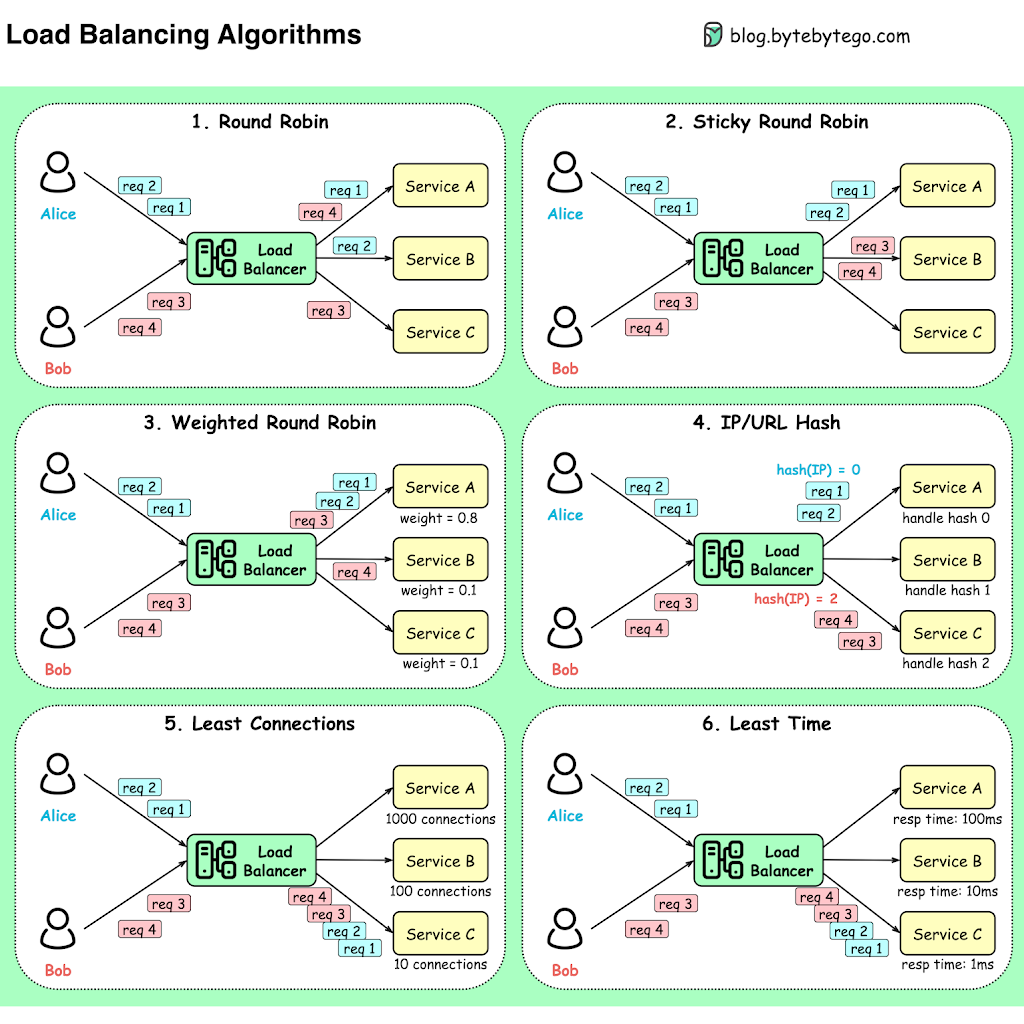 Load Balancing Algorithms
blog.bytebytego.com
1. Round Robin
Alice
req 2
req 1
Bob
req 3
req 4
Load
Balancer
req 1
req 4
req 2
req 3
Service A
Service B
Service C
2. Sticky Round Robin
Alice
req 2
req 1
Bob
req 3
req 4
Load
Balancer
req 1
req 2
req 3
req 4
Service A
Service B
Service C
3. Weighted Round Robin
Alice
req 2
req 1
Bob
req 3
req 4
Load
Balancer
req 1
req 2
req 3
req 4
Service A
weight = 0.8
Service B
weight = 0.1
Service C
weight = 0.1
4. IP/URL Hash
Alice
req 2
req 1
Bob
req 3
req 4
Load
Balancer
hash(IP) = 0
req 1
req 2
hash(IP) = 2
req 4
req 3
Service A
handle hash 0
Service B
handle hash 1
Service C
handle hash 2
5. Least Connections
Alice
req 2
req 1
Bob
req 3
req 4
Load
Balancer
req 4
req 3
req 2
req 1
Service A
1000 connections
Service B
100 connections
Service C
10 connections
6. Least Time
Alice
req 2
req 1
Bob
req 3
req 4
Load
Balancer
req 4
req 3
req 2
req 1
Service A
resp time: 100ms
Service B
resp time: 10ms
Service C
resp time: 1ms